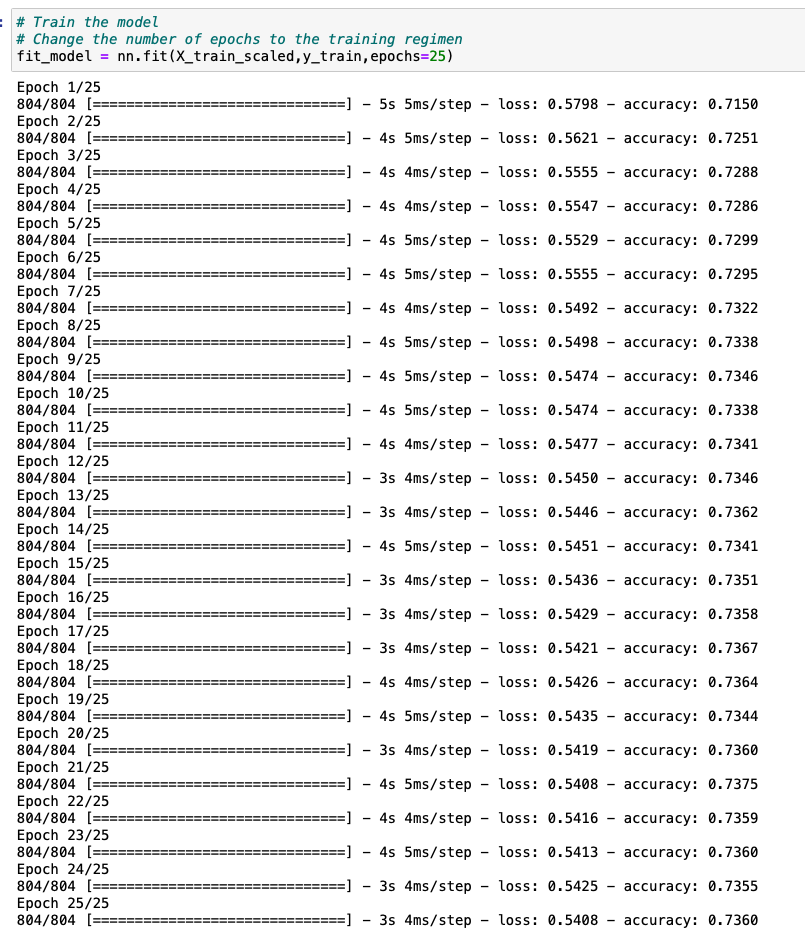 :
# Train the model
# Change the number of epochs to the training regimen
fit_model = nn.fit(X_train_scaled,y_train,epochs=25)
Epoch 1/25
804/804 [==============================] - 5s 5ms/step - loss: 0.5798 - accuracy: 0.7150
Epoch 2/25
804/804 [==============================] - 4s 5ms/step - loss: 0.5621 - accuracy: 0.7251
Epoch 3/25
804/804 [==============================] - 4s 4ms/step - loss: 0.5555 - accuracy: 0.7288
Epoch 4/25
804/804 [==============================] - 4s 4ms/step - loss: 0.5547 - accuracy: 0.7286
Epoch 5/25
804/804 [==============================] - 4s 5ms/step - loss: 0.5529 - accuracy: 0.7299
Epoch 6/25
804/804 [==============================] - 4s 5ms/step - loss: 0.5555 - accuracy: 0.7295
Epoch 7/25
804/804 [==============================] - 4s 4ms/step - loss: 0.5492 - accuracy: 0.7322
Epoch 8/25
804/804 [==============================] - 4s 5ms/step - loss: 0.5498 - accuracy: 0.7338
Epoch 9/25
804/804 [==============================] - 4s 5ms/step - loss: 0.5474 - accuracy: 0.7346
Epoch 10/25
804/804 [==============================] - 4s 5ms/step - loss: 0.5474 - accuracy: 0.7338
Epoch 11/25
804/804 [==============================] - 4s 4ms/step - loss: 0.5477 - accuracy: 0.7341
Epoch 12/25
804/804 [==============================] - 3s 4ms/step - loss: 0.5450 - accuracy: 0.7346
Epoch 13/25
804/804 [==============================] - 3s 4ms/step - loss: 0.5446 - accuracy: 0.7362
Epoch 14/25
804/804 [==============================] - 4s 5ms/step - loss: 0.5451 - accuracy: 0.7341
Epoch 15/25
804/804 [==============================] - 3s 4ms/step - loss: 0.5436 - accuracy: 0.7351
Epoch 16/25
804/804 [==============================] - 3s 4ms/step - loss: 0.5429 - accuracy: 0.7358
Epoch 17/25
804/804 [==============================] - 3s 4ms/step - loss: 0.5421 - accuracy: 0.7367
Epoch 18/25
804/804 [==============================] - 4s 4ms/step - loss: 0.5426 - accuracy: 0.7364
Epoch 19/25
804/804 [==============================] - 4s 5ms/step - loss: 0.5435 - accuracy: 0.7344
Epoch 20/25
804/804 [==============================] - 3s 4ms/step - loss: 0.5419 - accuracy: 0.7360
Epoch 21/25
804/804 [==============================] - 4s 5ms/step - loss: 0.5408 - accuracy: 0.7375
Epoch 22/25
804/804 [==============================] - 4s 4ms/step - loss: 0.5416 - accuracy: 0.7359
Epoch 23/25
804/804 [==============================] - 4s 5ms/step - loss: 0.5413 - accuracy: 0.7360
Epoch 24/25
804/804 [==============================] - 3s 4ms/step - loss: 0.5425 - accuracy: 0.7355
Epoch 25/25
804/804 [==============================] - 3s 4ms/step - loss: 0.5408 - accuracy: 0.7360